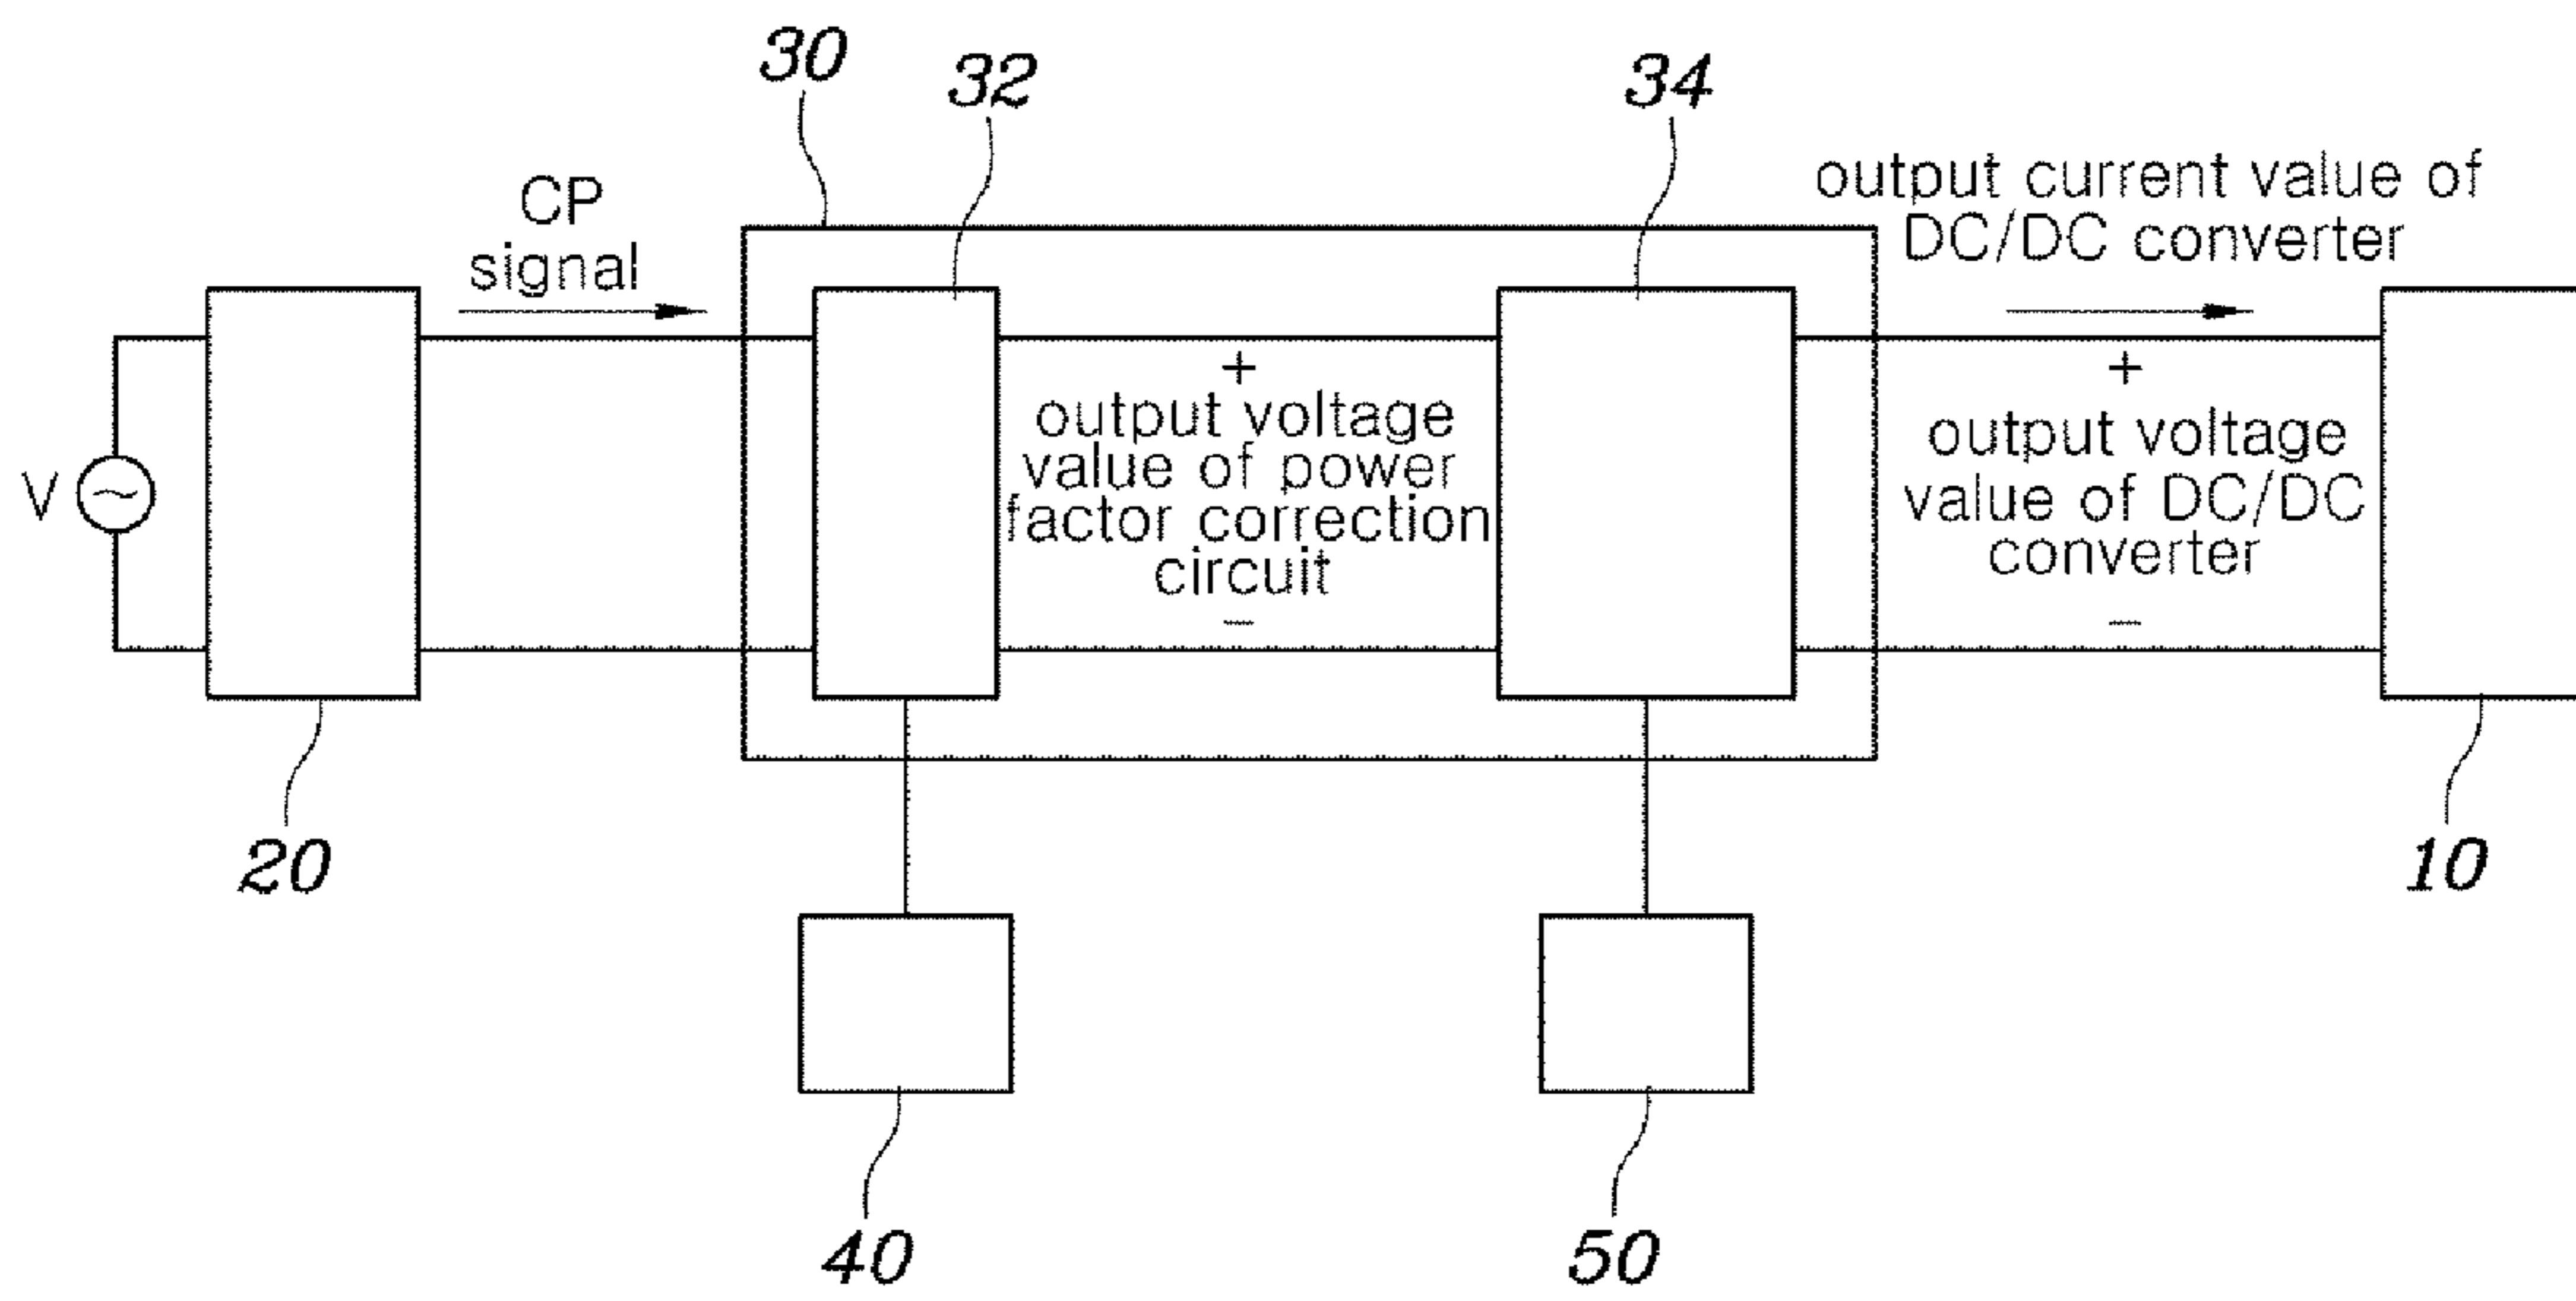 30
32
34
CP
signal
output current value of
DC/DC converter
V
+
output voltage
value of power
factor correction
circuit
−
+
output voltage
value of DC/DC
converter
−
20
10
40
50